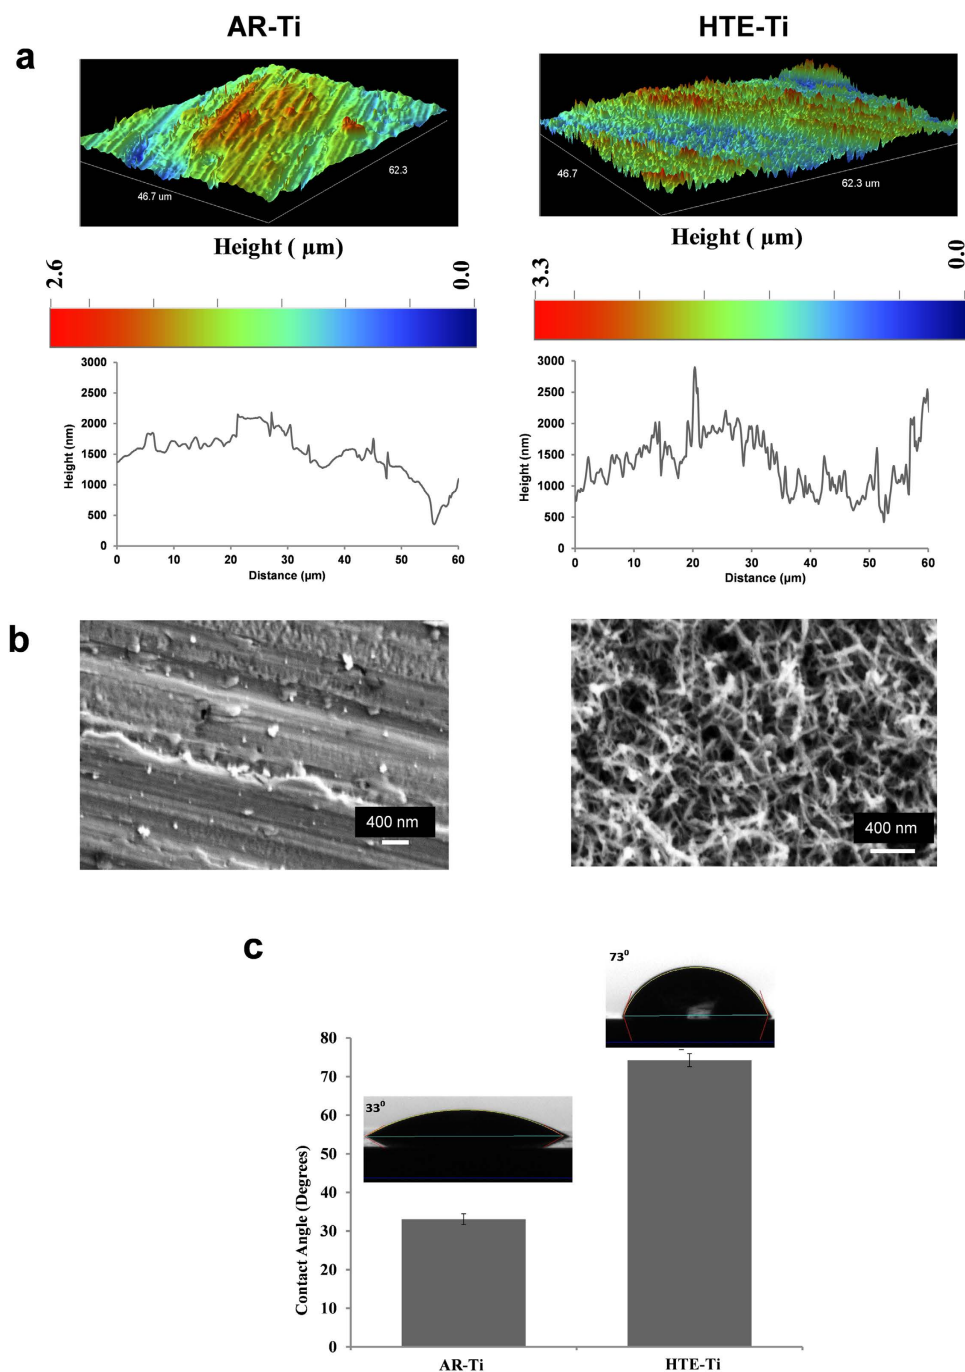 AR-Ti
HTE-Ti
a
46.7 um
62.3
46.7
62.3 um
Height ( μm)
Height ( μm)
2.6
0.0
3.3
0.0
3000
2500
2000
1500
1000
500
0
Height (nm)
0 10 20 30 40 50 60
Distance (μm)
3000
2500
2000
1500
1000
500
0
Height (nm)
0 10 20 30 40 50 60
Distance (μm)
b
400 nm
400 nm
c
73⁰
33⁰
80
70
60
50
40
30
20
10
0
Contact Angle (Degrees)
AR-Ti
HTE-Ti